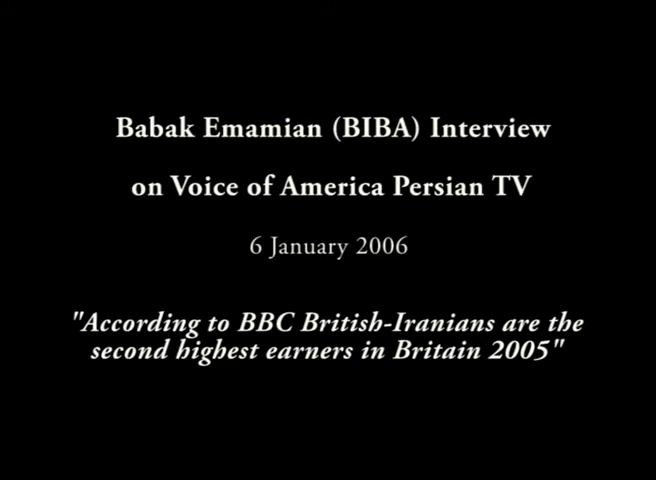 Babak Emamian (BIBA) Interview
on Voice of America Persian TV
6 January 2006
"According to BBC British-Iranians are the
second highest earners in Britain 2005"